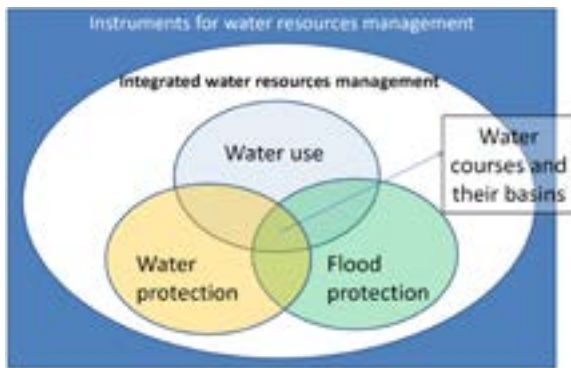 Instruments for water resources management
Integrated water resources management
Water use
Water
courses and
their basins
Water
protection
Flood
protection